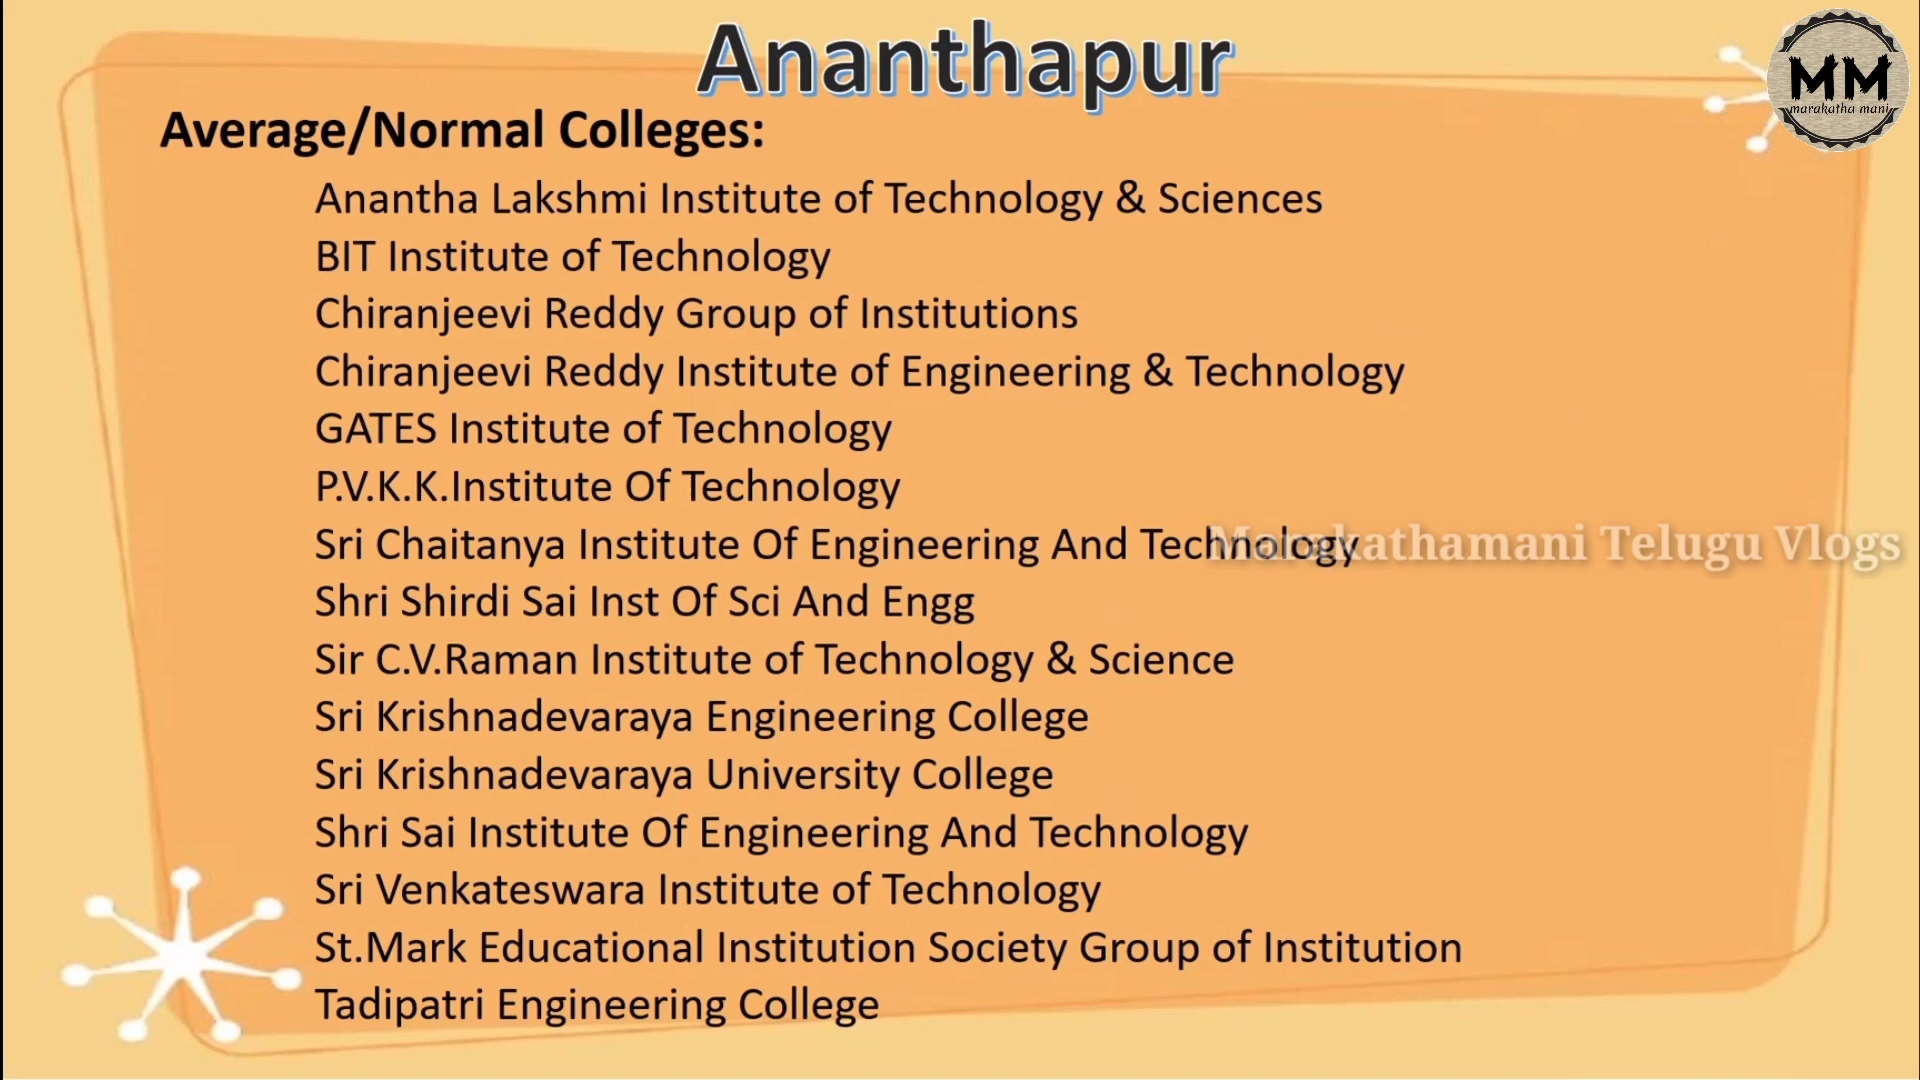 Ananthapur
MM
marakatha mani
Average/Normal Colleges:
Anantha Lakshmi Institute of Technology & Sciences
BIT Institute of Technology
Chiranjeevi Reddy Group of Institutions
Chiranjeevi Reddy Institute of Engineering & Technology
GATES Institute of Technology
P.V.K.K.Institute Of Technology
Sri Chaitanya Institute Of Engineering And Technology
Marakathamani Telugu Vlogs
Shri Shirdi Sai Inst Of Sci And Engg
Sir C.V.Raman Institute of Technology & Science
Sri Krishnadevaraya Engineering College
Sri Krishnadevaraya University College
Shri Sai Institute Of Engineering And Technology
Sri Venkateswara Institute of Technology
St.Mark Educational Institution Society Group of Institution
Tadipatri Engineering College